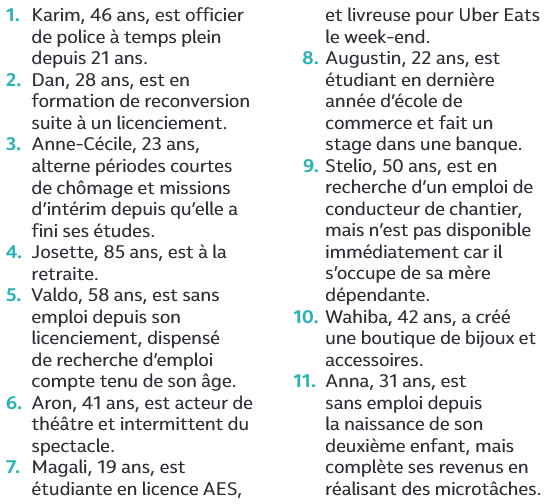 1. Karim, 46 ans, est officier
de police à temps plein
depuis 21 ans.
2. Dan, 28 ans, est en
formation de reconversion
suite à un licenciement.
3. Anne-Cécile, 23 ans,
alterne périodes courtes
de chômage et missions
d’intérim depuis qu’elle a
fini ses études.
4. Josette, 85 ans, est à la
retraite.
5. Valdo, 58 ans, est sans
emploi depuis son
licenciement, dispensé
de recherche d’emploi
compte tenu de son âge.
6. Aron, 41 ans, est acteur de
théâtre et intermittent du
spectacle.
7. Magali, 19 ans, est
étudiante en licence AES,
et livreuse pour Uber Eats
le week-end.
8. Augustin, 22 ans, est
étudiant en dernière
année d’école de
commerce et fait un
stage dans une banque.
9. Stelio, 50 ans, est en
recherche d’un emploi de
conducteur de chantier,
mais n’est pas disponible
immédiatement car il
s’occupe de sa mère
dépendante.
10. Wahiba, 42 ans, a créé
une boutique de bijoux et
accessoires.
11. Anna, 31 ans, est
sans emploi depuis
la naissance de son
deuxième enfant, mais
complète ses revenus en
réalisant des microtâches.